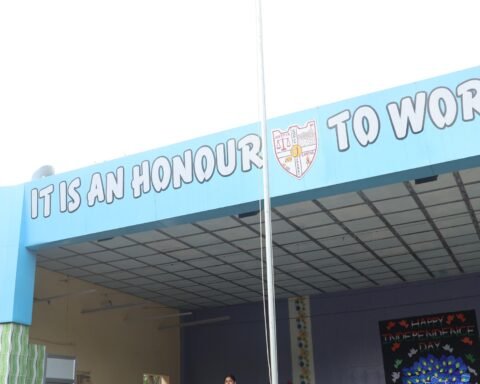 IT IS AN HONOUR TO WOR
HAPPY
INDEPENDENCE
DAY